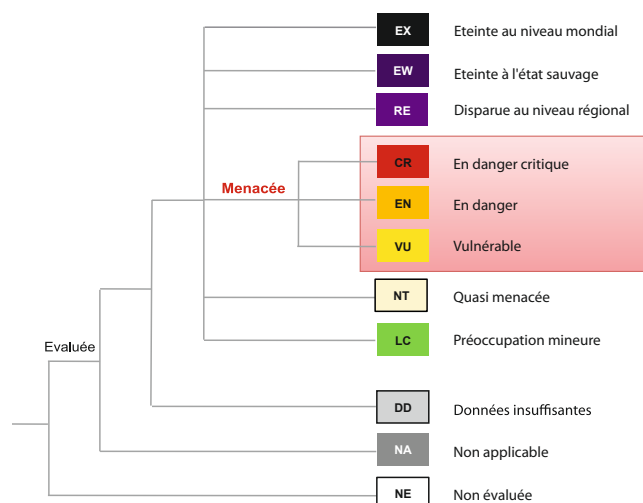 EX Eteinte au niveau mondial
EW Eteinte à l'état sauvage
RE Disparue au niveau régional
CR En danger critique
Menacée EN En danger
VU Vulnérable
NT Quasi menacée
LC Préoccupation mineure
Evaluée
DD Données insuffisantes
NA Non applicable
NE Non évaluée